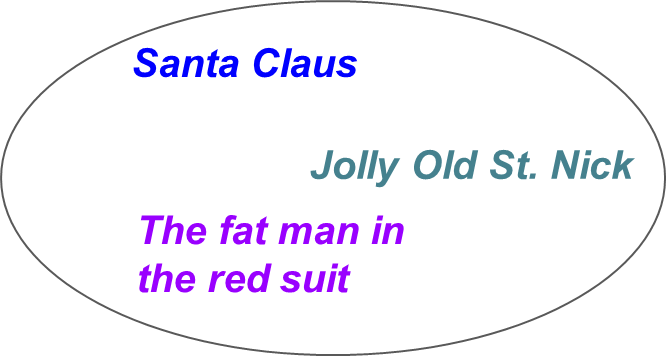 Santa Claus
Jolly Old St. Nick
The fat man in
the red suit